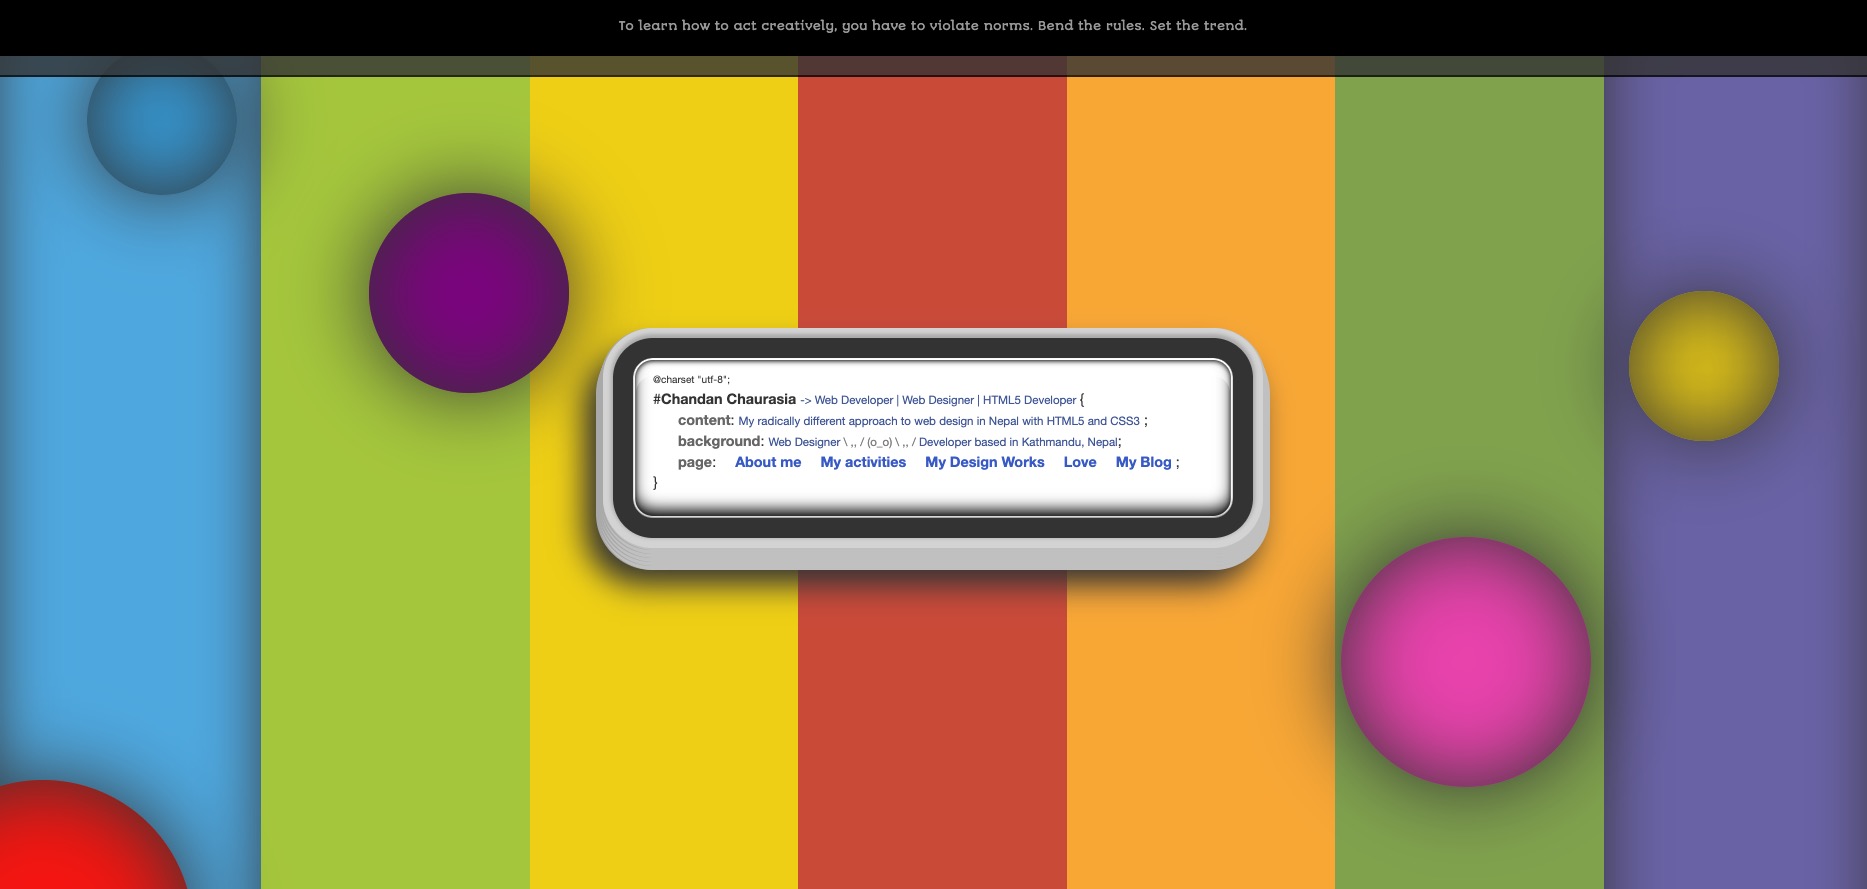 To learn how to act creatively, you have to violate norms. Bend the rules. Set the trend.
@charset "utf-8";
#Chandan Chaurasia -> Web Developer | Web Designer | HTML5 Developer {
content: My radically different approach to web design in Nepal with HTML5 and CSS3 ;
background: Web Designer \ ,, / (o_o) \ ,, / Developer based in Kathmandu, Nepal;
page: About me My activities My Design Works Love My Blog ;
}